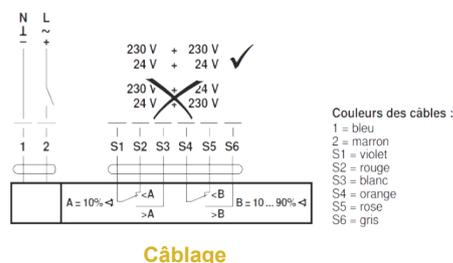 N L
⊥ ~
− +
230 V + 230 V
24 V + 24 V
230 V + 24 V
24 V + 230 V
1 2 S1 S2 S3 S4 S5 S6
A = 10% <A >A <B >B B = 10 ... 90%
Couleurs des câbles :
1 = bleu
2 = marron
S1 = violet
S2 = rouge
S3 = blanc
S4 = orange
S5 = rose
S6 = gris
Câblage